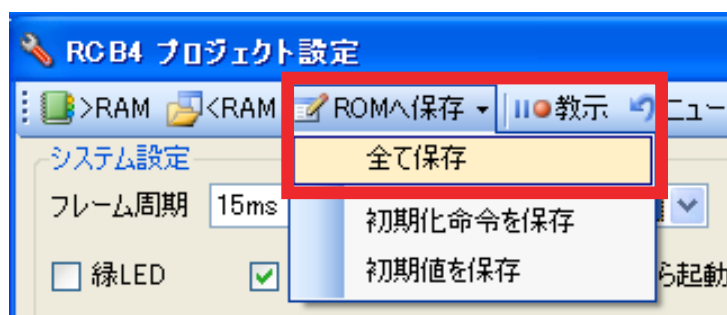 RCB4 プロジェクト設定
>RAM <RAM ROMへ保存 教示 ニュー
システム設定
全て保存
フレーム周期 15ms
初期化命令を保存
緑LED
初期値を保存
ら起動